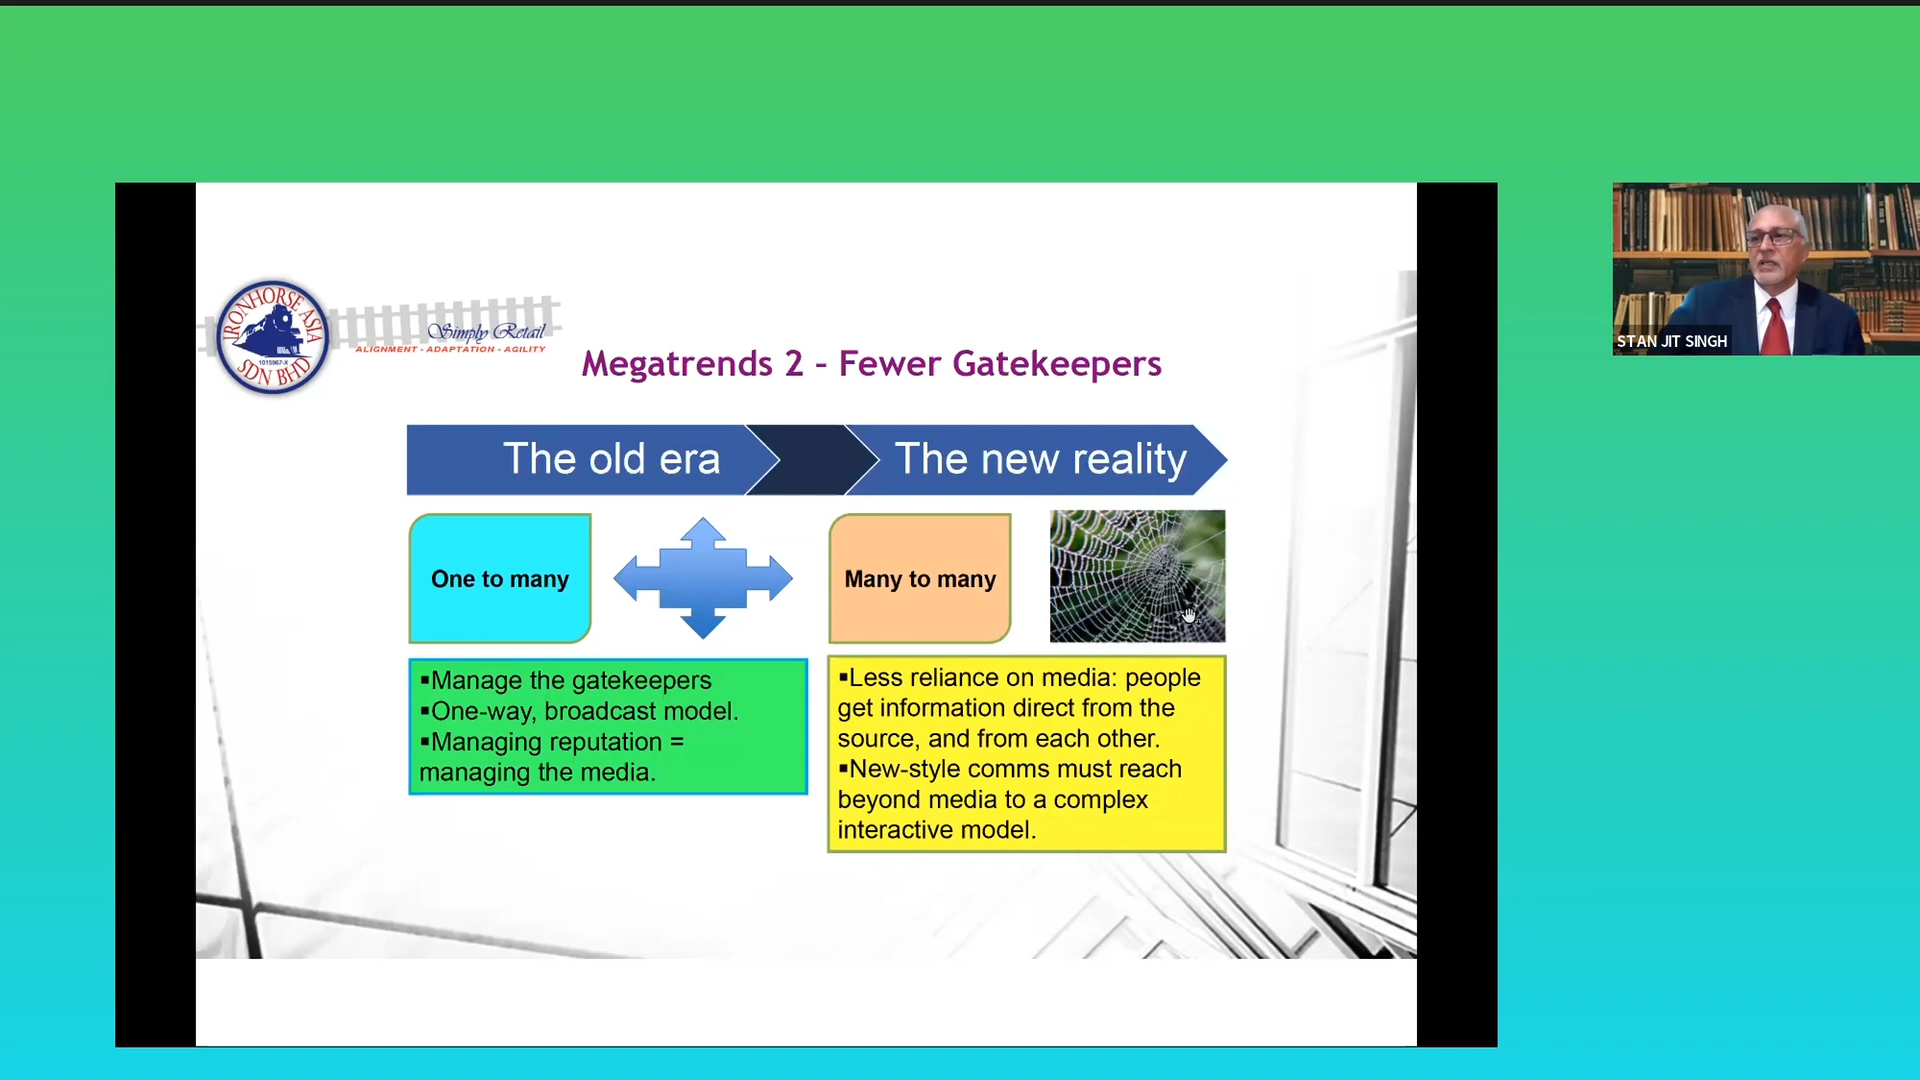 IRONHORSE ASIA
1015967-X
SDN BHD
Simply Retail
ALIGNMENT - ADAPTATION - AGILITY
Megatrends 2 - Fewer Gatekeepers
The old era
The new reality
One to many
Many to many
▪Manage the gatekeepers
▪One-way, broadcast model.
▪Managing reputation =
managing the media.
▪Less reliance on media: people
get information direct from the
source, and from each other.
▪New-style comms must reach
beyond media to a complex
interactive model.
STAN JIT SINGH